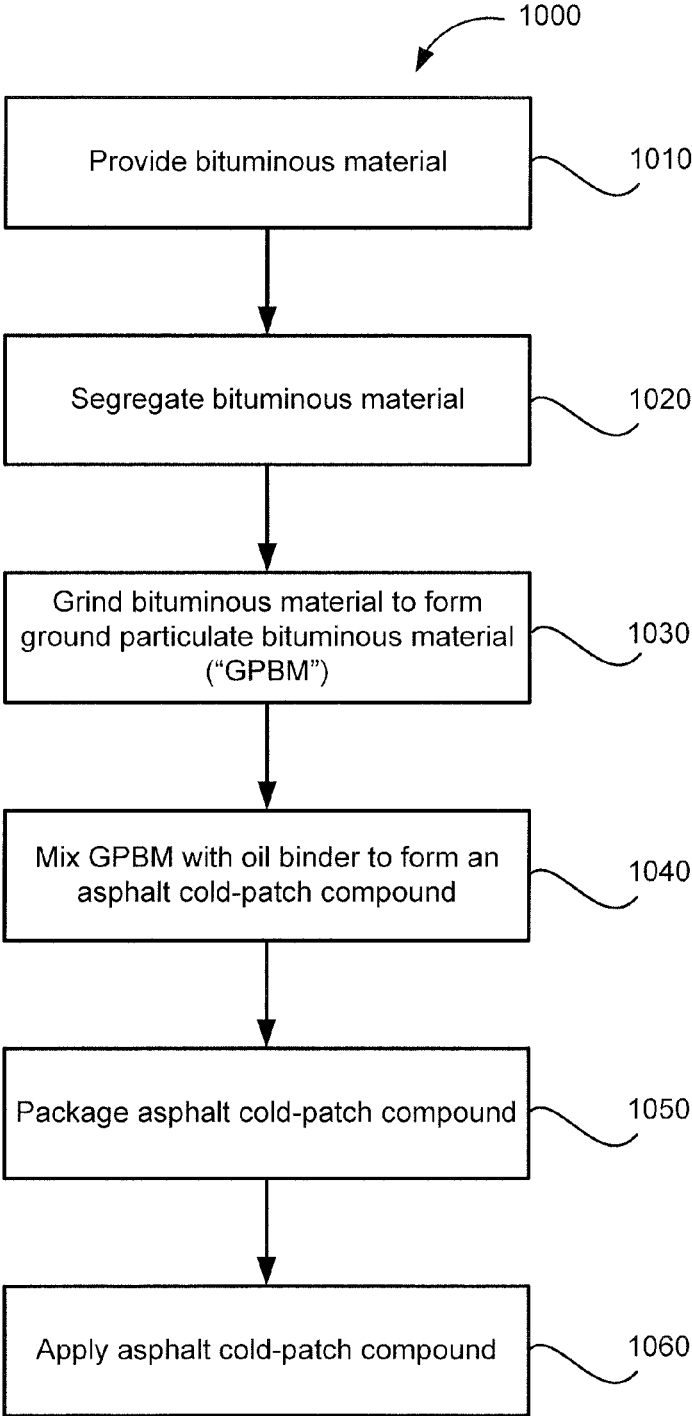 1000
Provide bituminous material
1010
Segregate bituminous material
1020
Grind bituminous material to form
ground particulate bituminous material
(“GPBM”)
1030
Mix GPBM with oil binder to form an
asphalt cold-patch compound
1040
Package asphalt cold-patch compound
1050
Apply asphalt cold-patch compound
1060